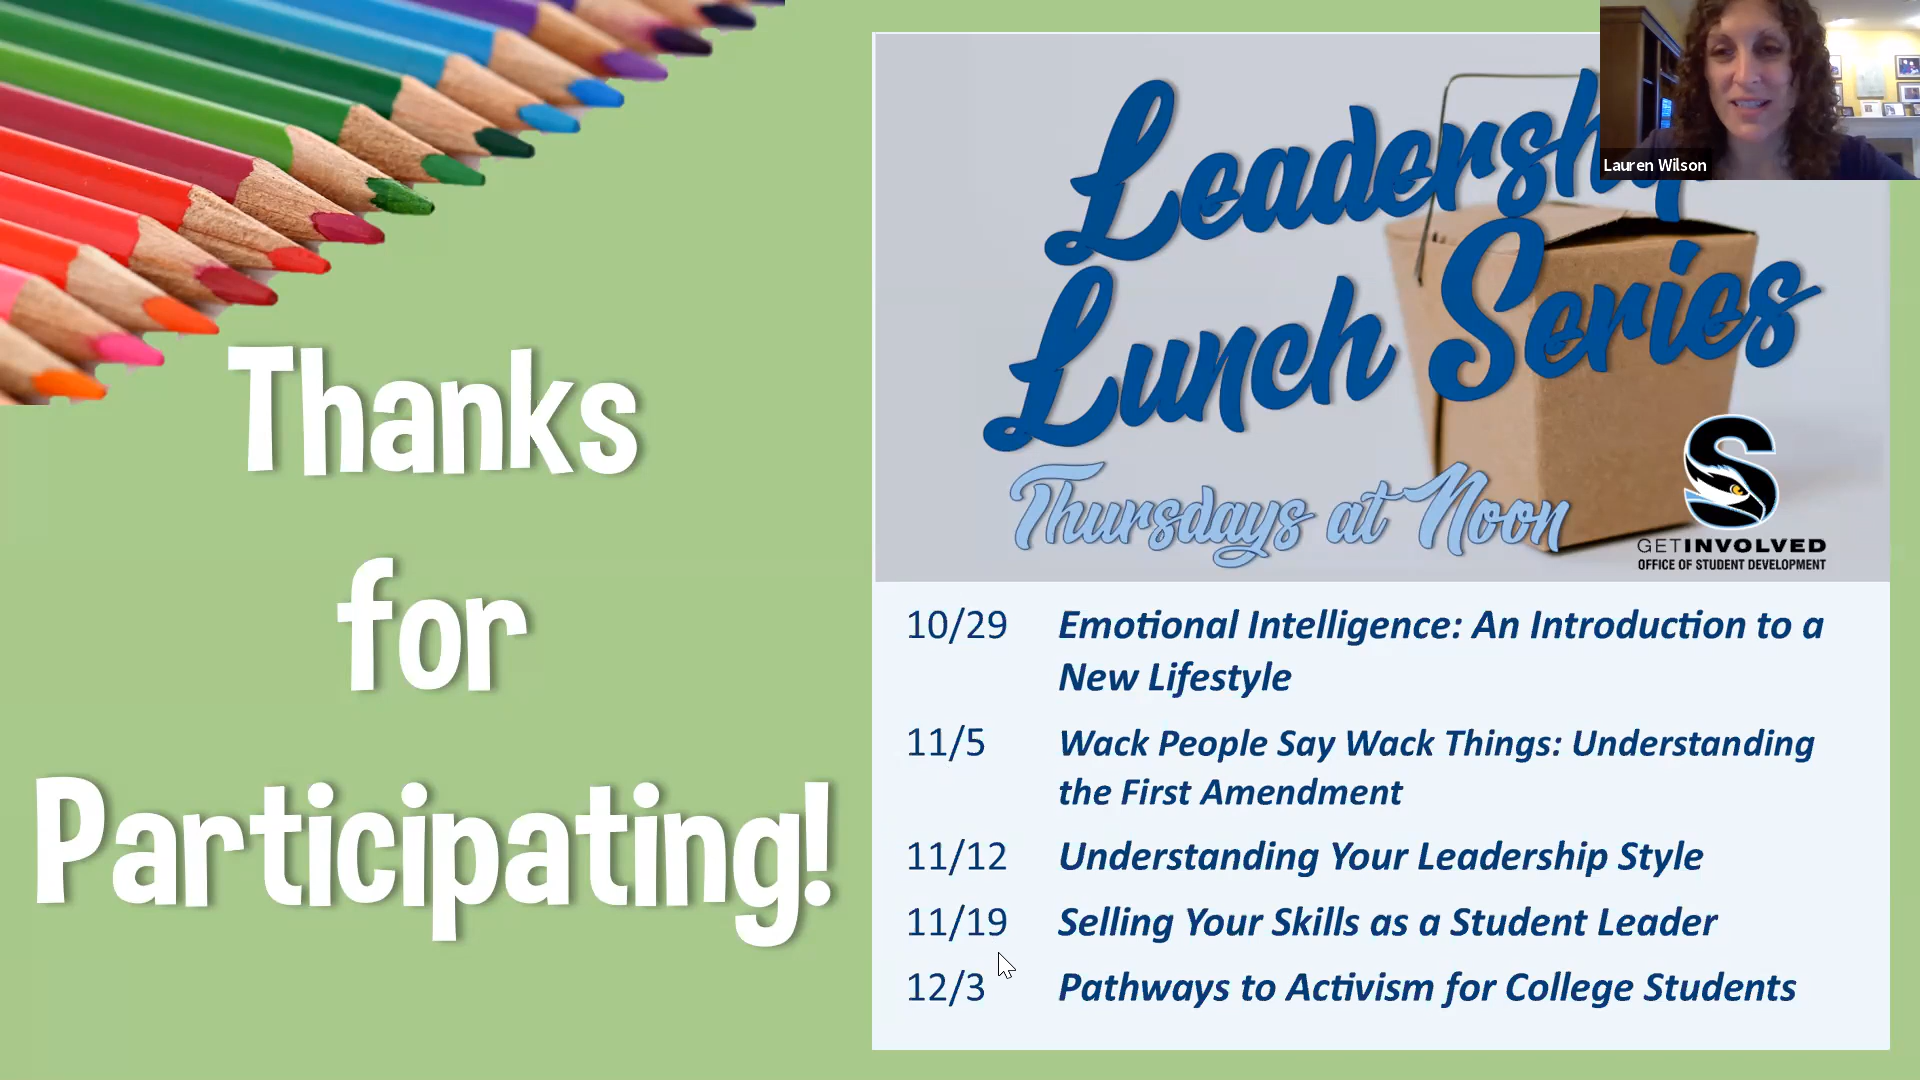 Thanks
for
Participating!
Leadership
Lunch Series
Thursdays at Noon
S
GETINVOLVED
OFFICE OF STUDENT DEVELOPMENT
Lauren Wilson
10/29 Emotional Intelligence: An Introduction to a
New Lifestyle
11/5 Wack People Say Wack Things: Understanding
the First Amendment
11/12 Understanding Your Leadership Style
11/19 Selling Your Skills as a Student Leader
12/3 Pathways to Activism for College Students